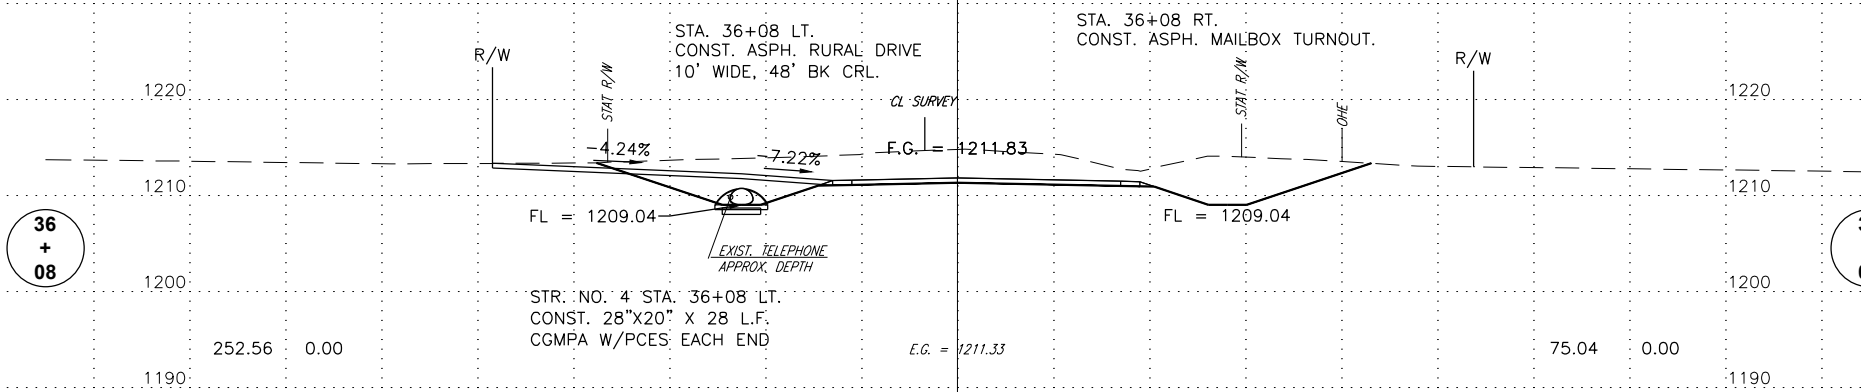 STA. 36+08 LT.
CONST. ASPH. RURAL DRIVE
10' WIDE, 48' BK CRL.
STA. 36+08 RT.
CONST. ASPH. MAILBOX TURNOUT.
R/W
STAT R/W
CL SURVEY
STAT. R/W
OHE
R/W
1220
1220
-4.24%
-7.22%
F.G. = 1211.83
1210
1210
FL = 1209.04
FL = 1209.04
36
+
08
EXIST. TELEPHONE
APPROX. DEPTH
1200
1200
STR. NO. 4 STA. 36+08 LT.
CONST. 28"X20" X 28 L.F.
CGMPA W/PCES EACH END
252.56 0.00
E.G. = 1211.33
75.04 0.00
1190
1190